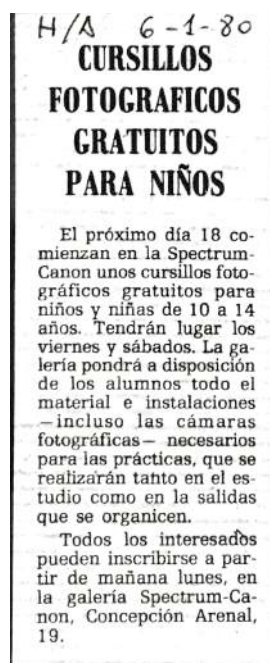 H/A 6-1-80
CURSILLOS
FOTOGRAFICOS
GRATUITOS
PARA NIÑOS
El próximo día 18 co-
mienzan en la Spectrum-
Canon unos cursillos foto-
gráficos gratuitos para
niños y niñas de 10 a 14
años. Tendrán lugar los
viernes y sábados. La ga-
lería pondrá a disposición
de los alumnos todo el
material e instalaciones
—incluso las cámaras
fotográficas— necesarios
para las prácticas, que se
realizarán tanto en el es-
tudio como en la salidas
que se organicen.
Todos los interesados
pueden inscribirse a par-
tir de mañana lunes, en
la galería Spectrum-Ca-
non, Concepción Arenal,
19.